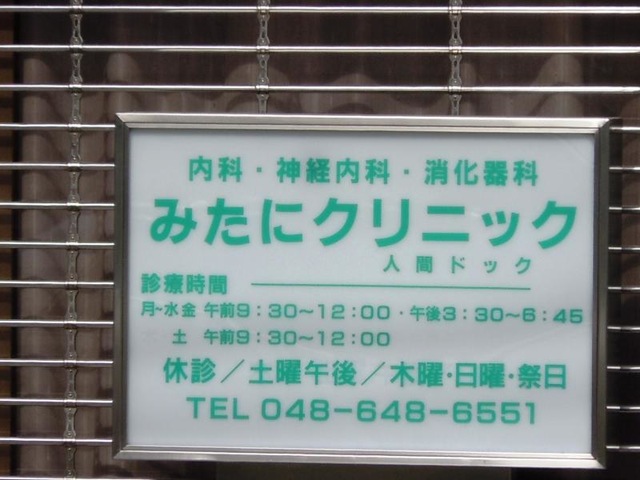 内科・神経内科・消化器科
みたにクリニック
人間ドック
診療時間
月~水金 午前9:30~12:00・午後3:30~6:45
土 午前9:30~12:00
休診/土曜午後/木曜・日曜・祭日
TEL 048-648-6551